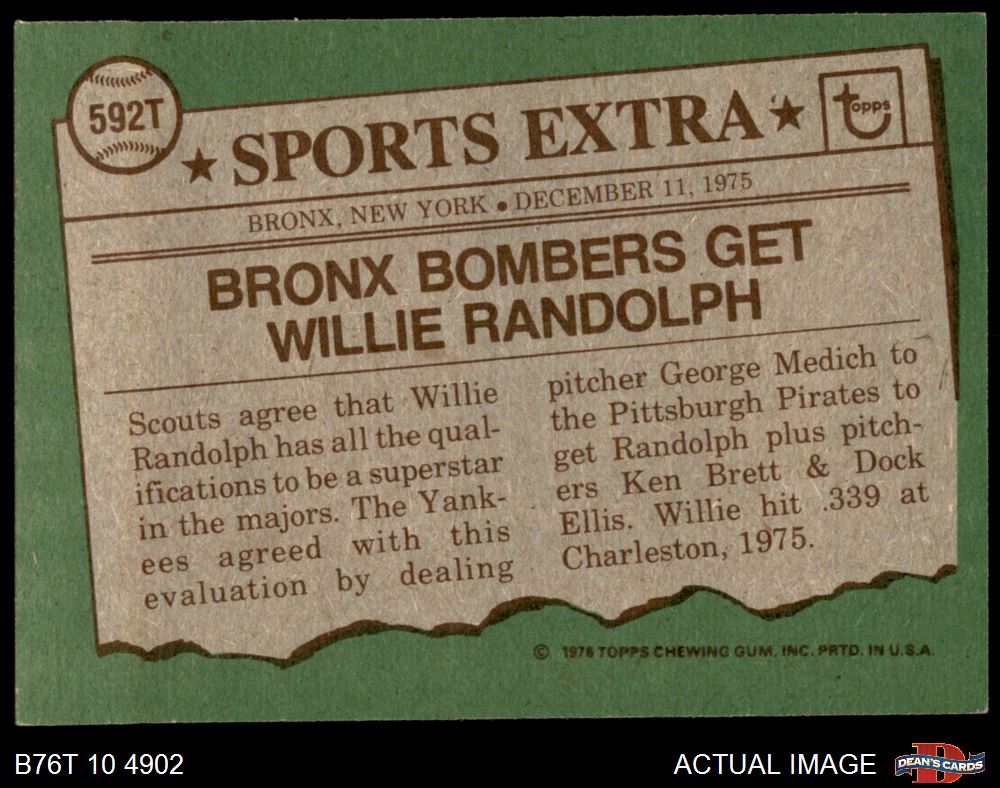 592T
★ SPORTS EXTRA ★
topps
BRONX, NEW YORK • DECEMBER 11, 1975
BRONX BOMBERS GET
WILLIE RANDOLPH
Scouts agree that Willie
Randolph has all the qual-
ifications to be a superstar
in the majors. The Yank-
ees agreed with this
evaluation by dealing
pitcher George Medich to
the Pittsburgh Pirates to
get Randolph plus pitch-
ers Ken Brett & Dock
Ellis. Willie hit .339 at
Charleston, 1975.
© 1976 TOPPS CHEWING GUM, INC. PRTD. IN U.S.A.
B76T 10 4902
ACTUAL IMAGE
DEAN'S CARDS